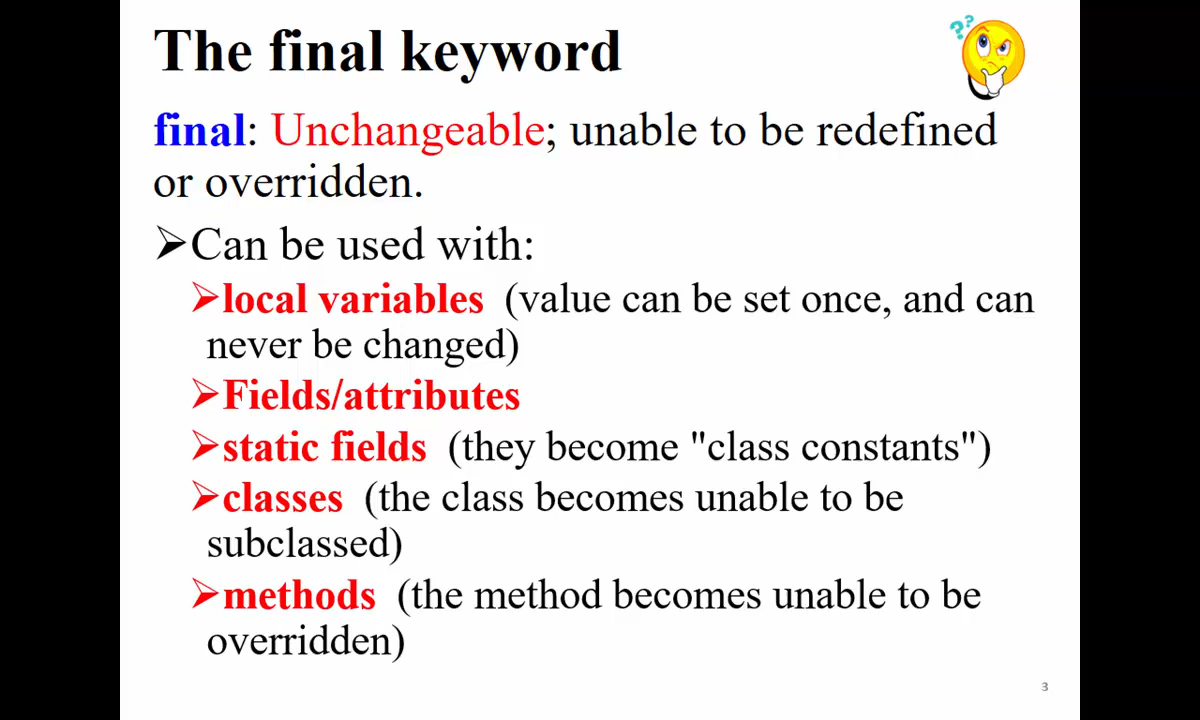 The final keyword
??
final: Unchangeable; unable to be redefined
or overridden.
➢Can be used with:
➢local variables (value can be set once, and can
never be changed)
➢Fields/attributes
➢static fields (they become "class constants")
➢classes (the class becomes unable to be
subclassed)
➢methods (the method becomes unable to be
overridden)
3